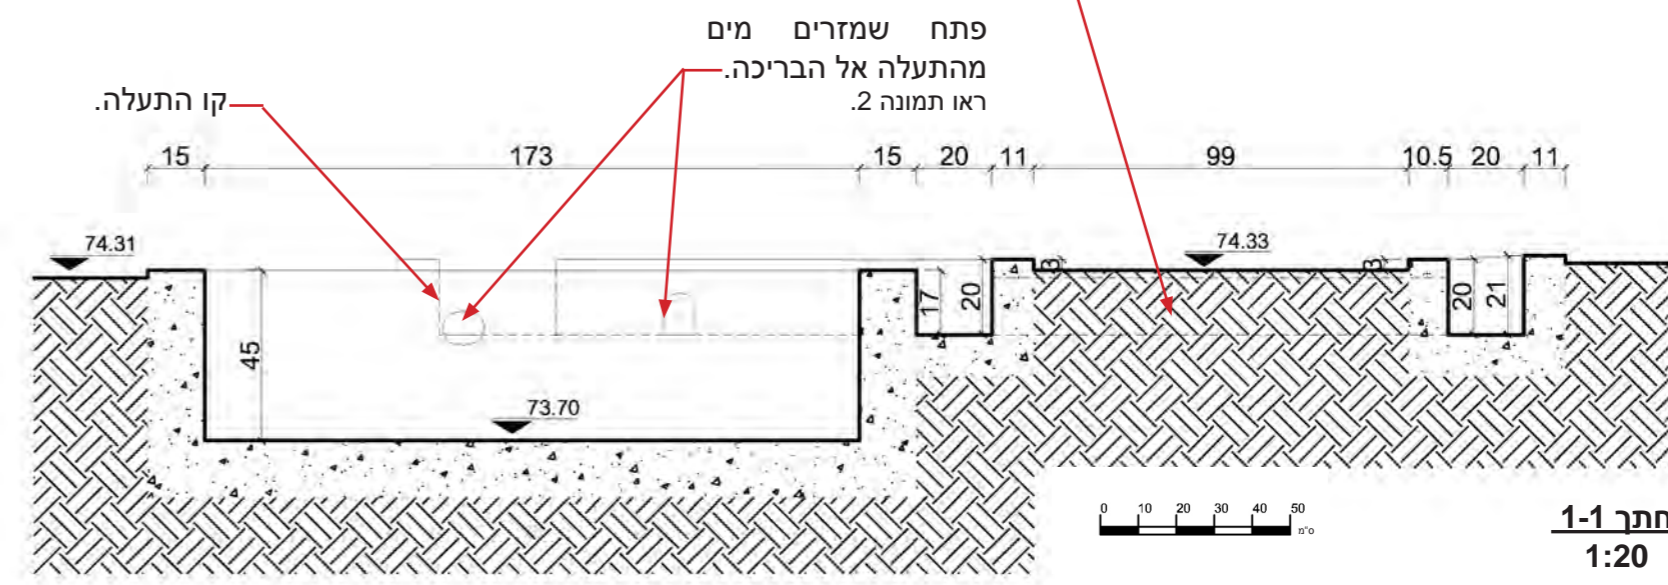 פתח שמזרים מים
מהתעלה אל הבריכה.
ראו תמונה 2.
קו התעלה.
15 173 15 20 11 99 10.5 20 11
74.31
74.33
3 3
17 20 20 21
45
73.70
0 10 20 30 40 50
ס"מ
חתך 1-1
1:20